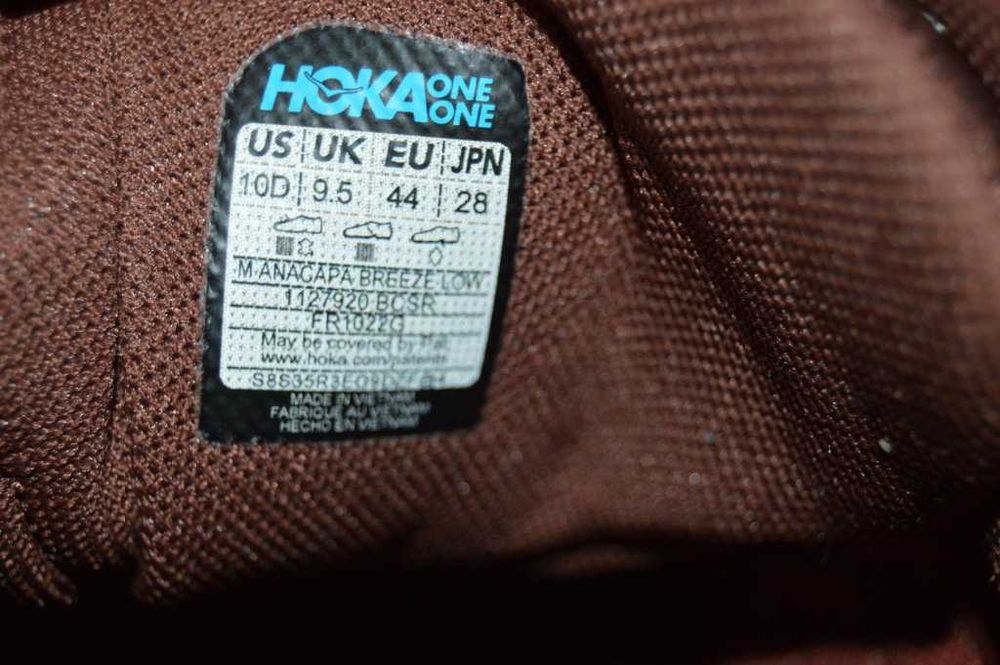 HOKA ONE ONE
US UK EU JPN
10D 9.5 44 28
M ANACAPA BREEZE LOW
1127920 BCSR
FR1022G
May be covered by Pat.
www.hoka.com/patents
MADE IN VIETNAM
FABRIQUE AU VIETNAM
HECHO EN VIETNAM